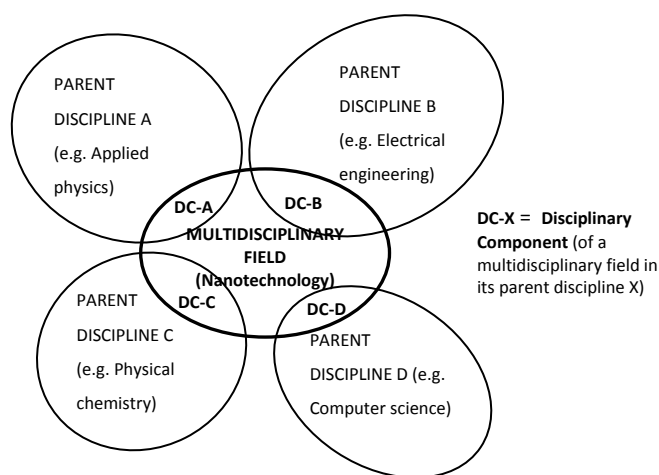 PARENT
DISCIPLINE A
(e.g. Applied
physics)
PARENT
DISCIPLINE B
(e.g. Electrical
engineering)
DC-A
DC-B
MULTIDISCIPLINARY
FIELD
(Nanotechnology)
DC-C
DC-D
PARENT
DISCIPLINE C
(e.g. Physical
chemistry)
PARENT
DISCIPLINE D (e.g.
Computer science)
DC-X = Disciplinary
Component (of a
multidisciplinary field in
its parent discipline X)